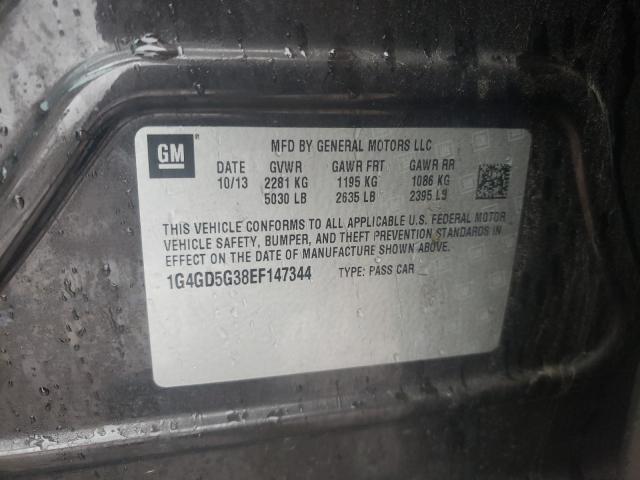 GM
®
MFD BY GENERAL MOTORS LLC
DATE GVWR GAWR FRT GAWR RR
10/13 2281 KG 1195 KG 1086 KG
5030 LB 2635 LB 2395 LB
THIS VEHICLE CONFORMS TO ALL APPLICABLE U.S. FEDERAL MOTOR
VEHICLE SAFETY, BUMPER, AND THEFT PREVENTION STANDARDS IN
EFFECT ON THE DATE OF MANUFACTURE SHOWN ABOVE.
1G4GD5G38EF147344 TYPE: PASS CAR